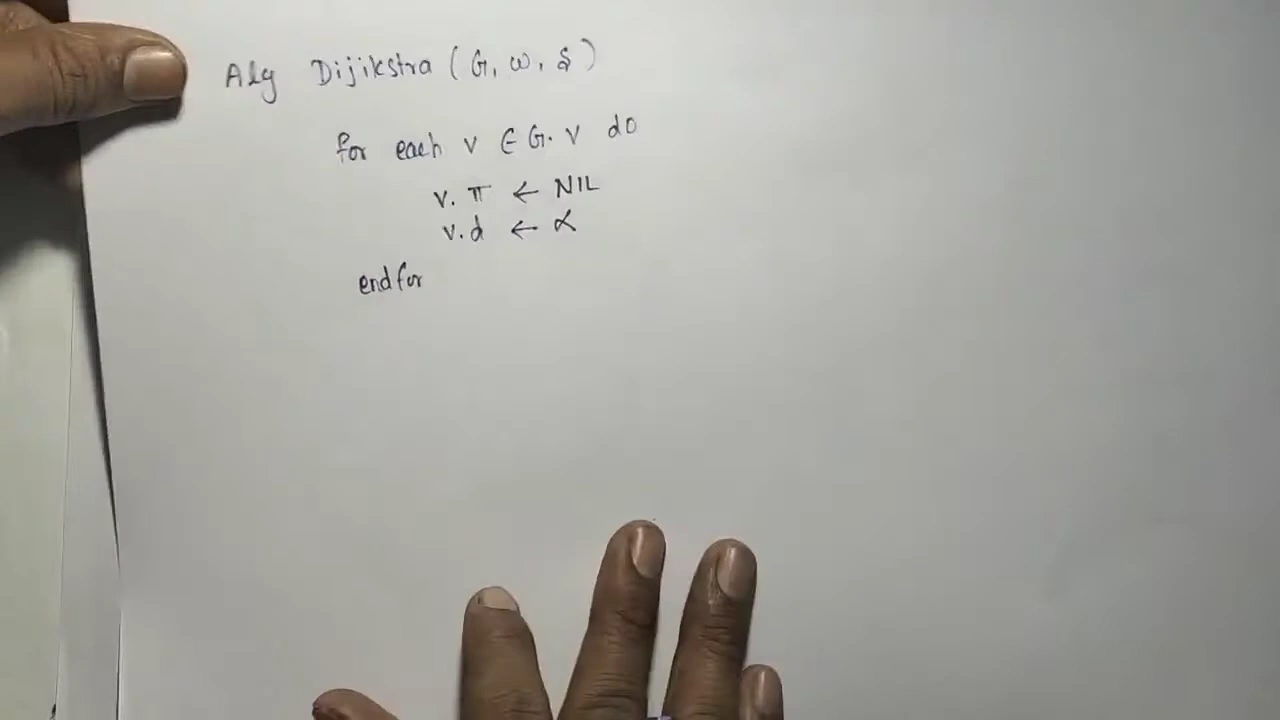 Alg Dijikstra (G, w, s)
for each v ∈ G. V do
v. π ← NIL
v. d ← ∝
endfor